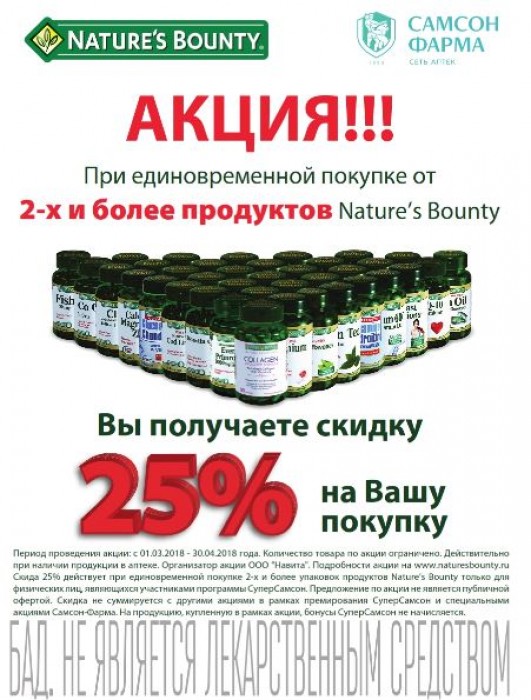 NATURE'S BOUNTY®
САМСОН
ФАРМА
СЕТЬ АПТЕК
1993
АКЦИЯ!!!
При единовременной покупке от
2-х и более продуктов Nature's Bounty
Fish
COLLAGEN
Вы получаете скидку
25% на Вашу
покупку
Период проведения акции: с 01.03.2018 - 30.04.2018 года. Количество товара по акции ограничено. Действительно
при наличии продукции в аптеке. Организатор акции ООО "Навита". Подробности акции на www.naturesbounty.ru
Скида 25% действует при единовременной покупке 2-х и более упаковок продуктов Nature's Bounty только для
физических лиц, являющихся участниками программы СуперСамсон. Предложение по акции не является публичной
офертой. Скидка не суммируется с другими акциями в рамках премирования СуперСамсон и специальными
акциями Самсон-Фарма. На продукцию, купленную в рамках акции, бонусы СуперСамсон не начисляется.
БАД. НЕ ЯВЛЯЕТСЯ ЛЕКАРСТВЕННЫМ СРЕДСТВОМ